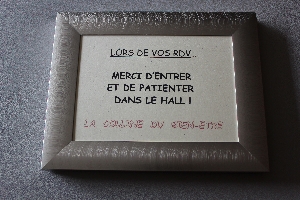 LORS DE VOS RDV...
MERCI D'ENTRER
ET DE PATIENTER
DANS LE HALL !
LA COLLINE DU BIEN-ETRE